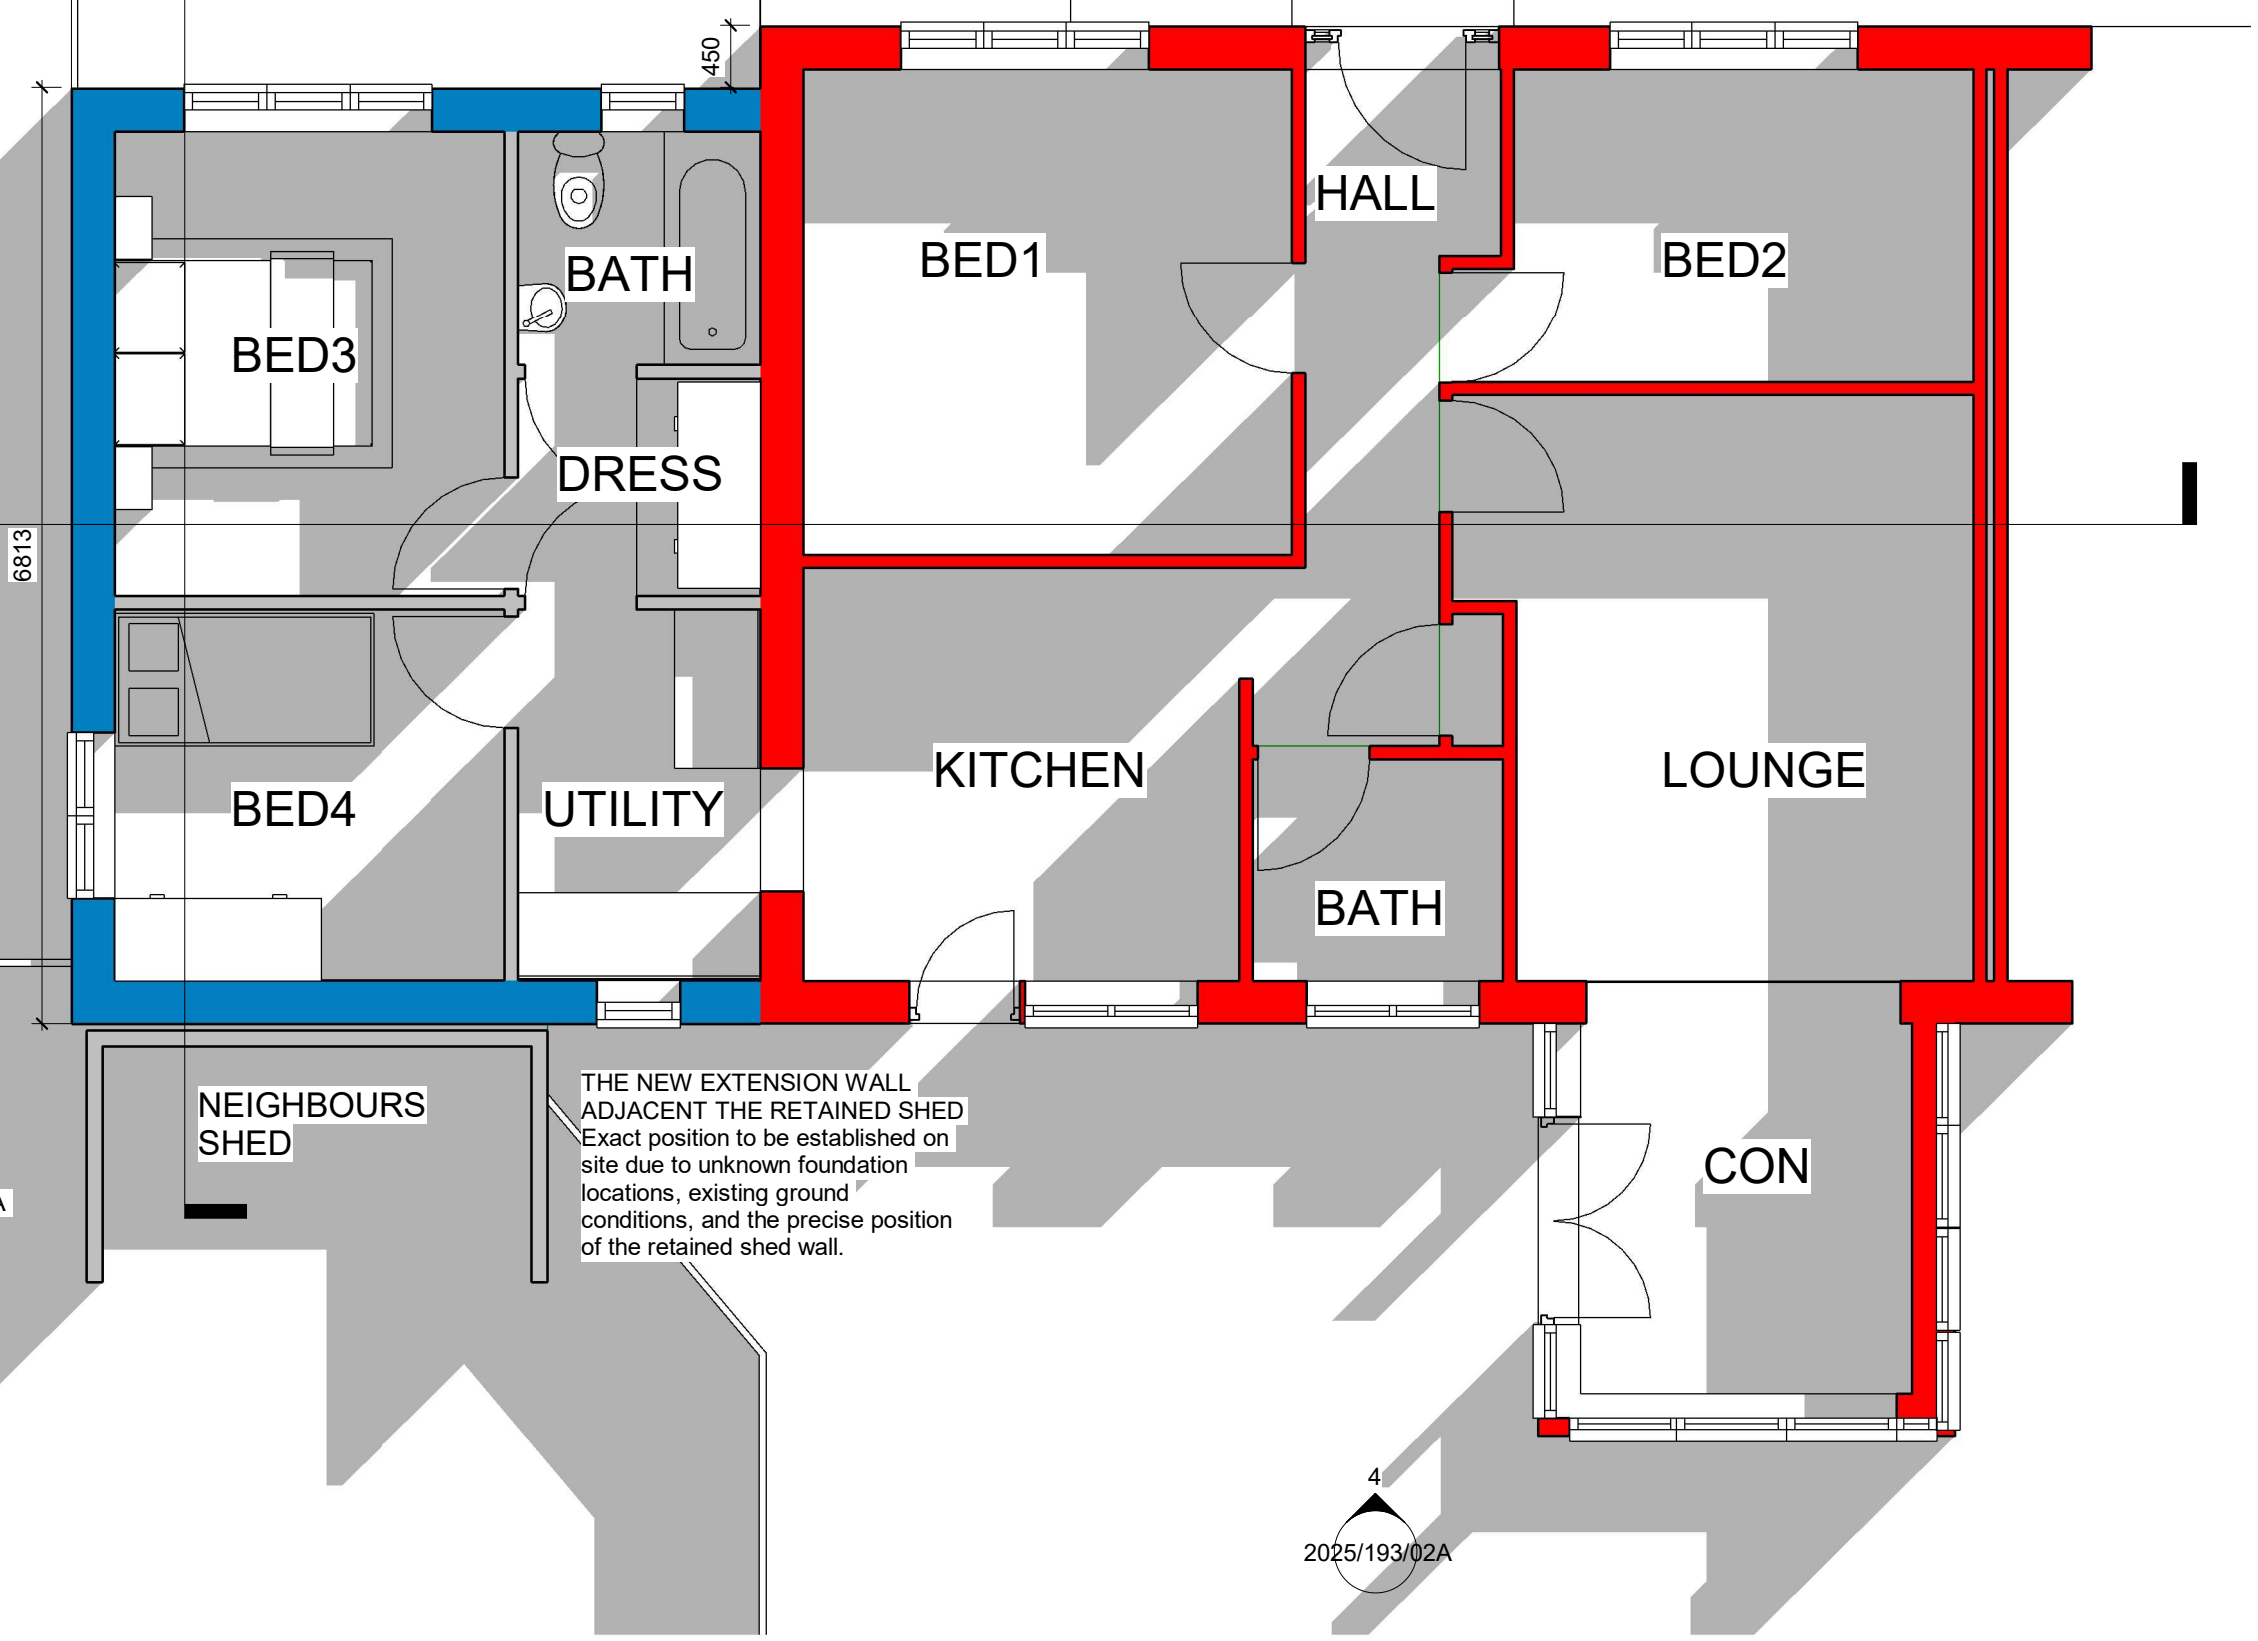 450
HALL
BED1
BED2
BATH
BED3
DRESS
6813
KITCHEN
LOUNGE
BED4
UTILITY
BATH
THE NEW EXTENSION WALL
ADJACENT THE RETAINED SHED
Exact position to be established on
site due to unknown foundation
locations, existing ground
conditions, and the precise position
of the retained shed wall.
NEIGHBOURS
SHED
CON
A
4
2025/193/02A